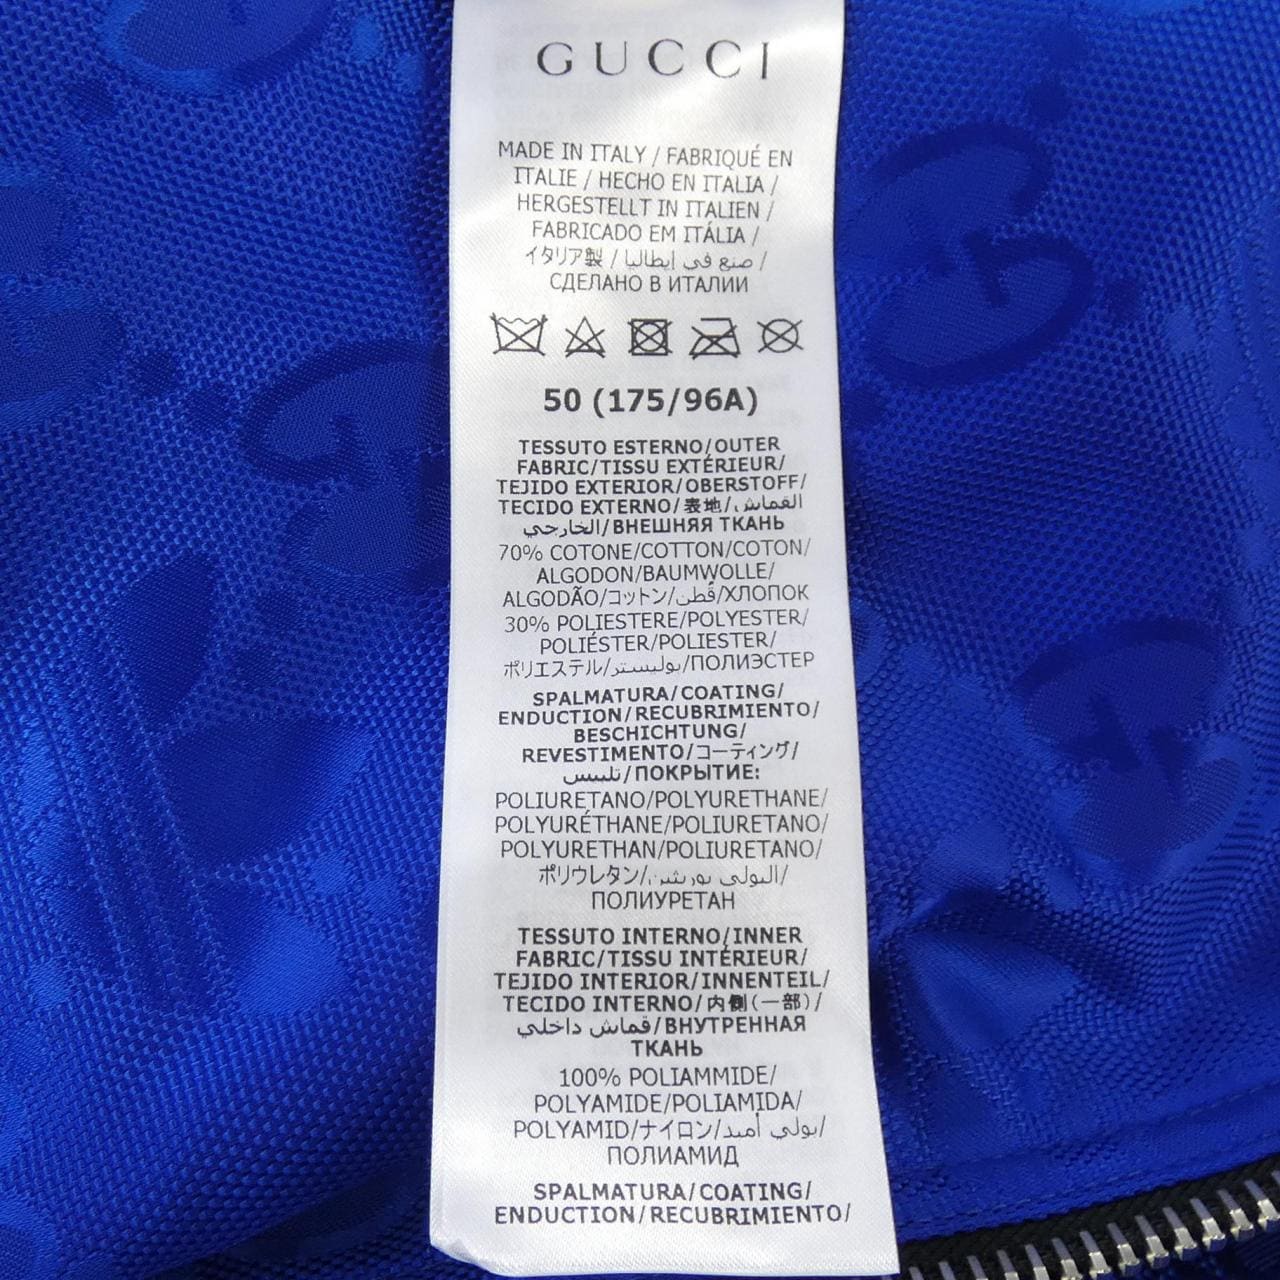 GUCCI
MADE IN ITALY / FABRIQUÉ EN
ITALIE / HECHO EN ITALIA /
HERGESTELLT IN ITALIEN /
FABRICADO EM ITÁLIA /
イタリア製 / صنع في إيطاليا /
СДЕЛАНО В ИТАЛИИ
50 (175/96A)
TESSUTO ESTERNO/OUTER
FABRIC/TISSU EXTÉRIEUR/
TEJIDO EXTERIOR/OBERSTOFF/
TECIDO EXTERNO/表地/القماش
الخارجي/ВНЕШНЯЯ ТКАНЬ
70% COTONE/COTTON/COTON/
ALGODON/BAUMWOLLE/
ALGODÃO/コットン/قطن/ХЛОПОК
30% POLIESTERE/POLYESTER/
POLIÉSTER/POLIESTER/
ポリエステル/بوليستر/ПОЛИЭСТЕР
SPALMATURA/COATING/
ENDUCTION/RECUBRIMIENTO/
BESCHICHTUNG/
REVESTIMENTO/コーティング/
تلبيس/ПОКРЫТИЕ:
POLIURETANO/POLYURETHANE/
POLYURÉTHANE/POLIURETANO/
POLYURETHAN/POLIURETANO/
ポリウレタン/البولي يوريثين/
ПОЛИУРЕТАН
TESSUTO INTERNO/INNER
FABRIC/TISSU INTÉRIEUR/
TEJIDO INTERIOR/INNENTEIL/
TECIDO INTERNO/内側(一部)/
قماش داخلي/ВНУТРЕННАЯ
ТКАНЬ
100% POLIAMMIDE/
POLYAMIDE/POLIAMIDA/
POLYAMID/ナイロン/بولي أميد/
ПОЛИАМИД
SPALMATURA/COATING/
ENDUCTION/RECUBRIMIENTO/